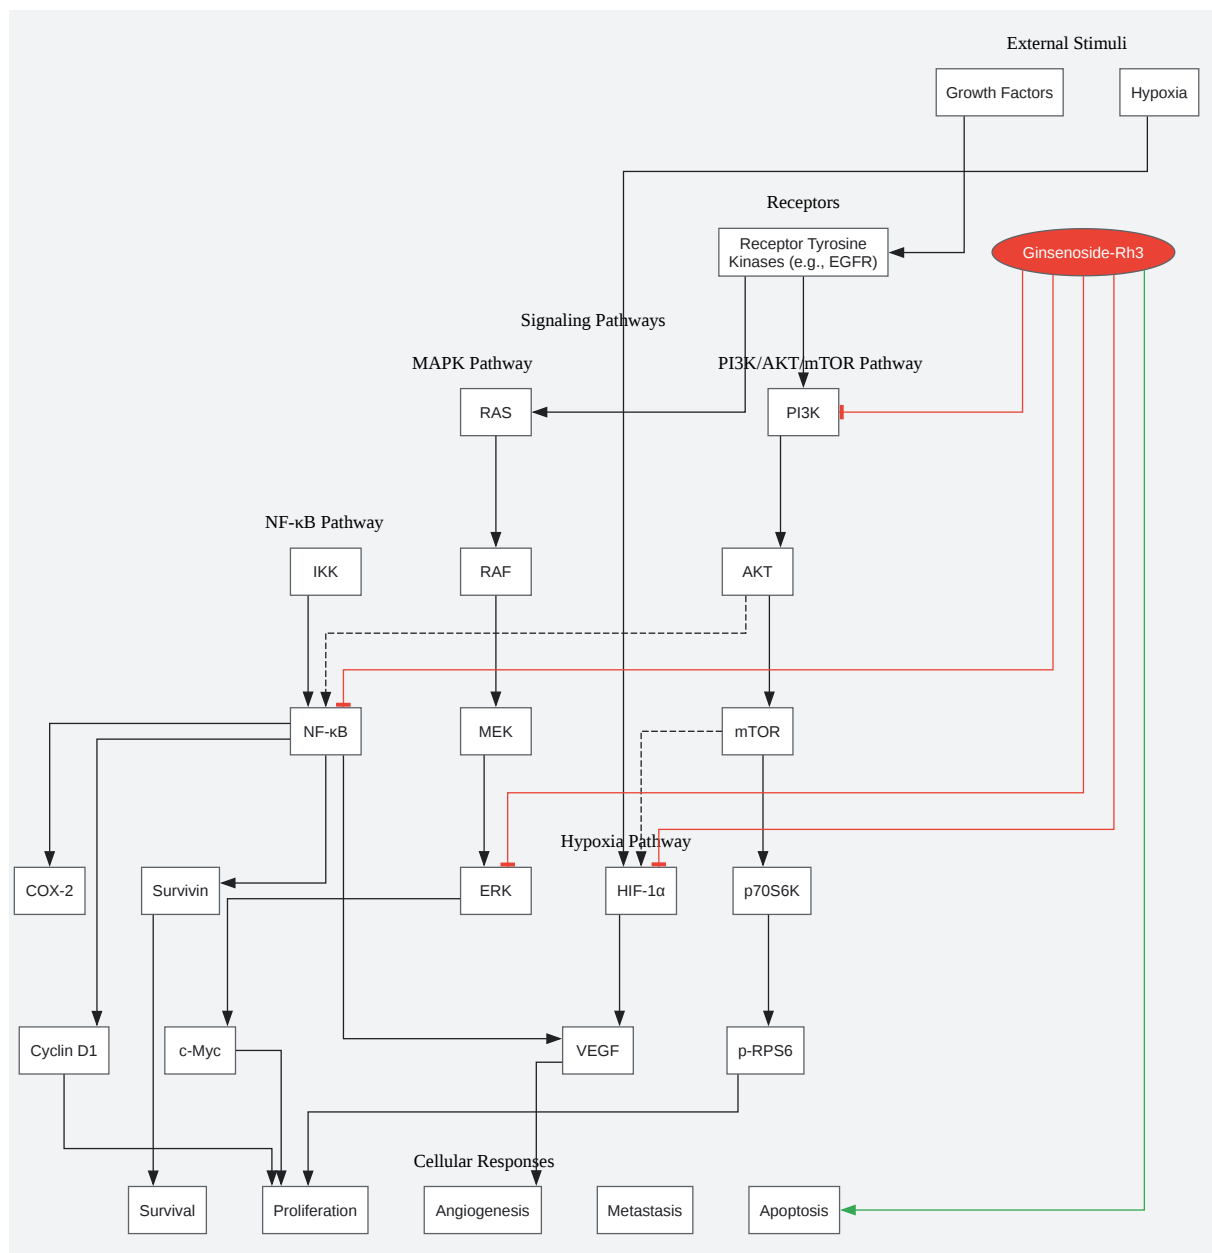 External Stimuli
Growth Factors
Hypoxia
Receptors
Receptor Tyrosine
Kinases (e.g., EGFR)
Ginsenoside-Rh3
Signaling Pathways
MAPK Pathway
PI3K/AKT/mTOR Pathway
RAS
PI3K
NF-κB Pathway
IKK
RAF
AKT
NF-κB
MEK
mTOR
Hypoxia Pathway
COX-2
Survivin
ERK
HIF-1α
p70S6K
Cyclin D1
c-Myc
VEGF
p-RPS6
Cellular Responses
Survival
Proliferation
Angiogenesis
Metastasis
Apoptosis